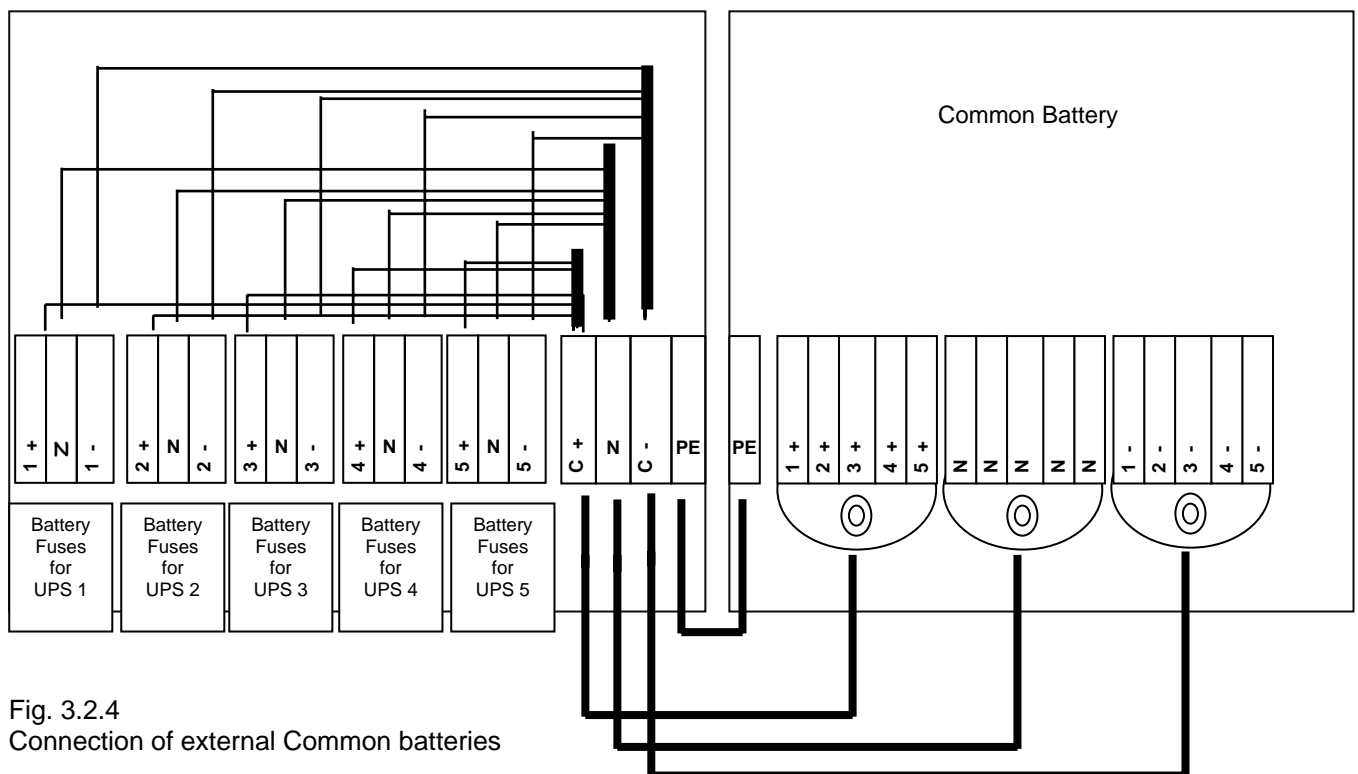 Common Battery
1 +
N
1 -
2 +
N
2 -
3 +
N
3 -
4 +
N
4 -
5 +
N
5 -
C +
N
C -
PE
PE
1 +
2 +
3 +
4 +
5 +
N
N
N
N
N
1 -
2 -
3 -
4 -
5 -
Battery
Fuses
for
UPS 1
Battery
Fuses
for
UPS 2
Battery
Fuses
for
UPS 3
Battery
Fuses
for
UPS 4
Battery
Fuses
for
UPS 5
Fig. 3.2.4
Connection of external Common batteries